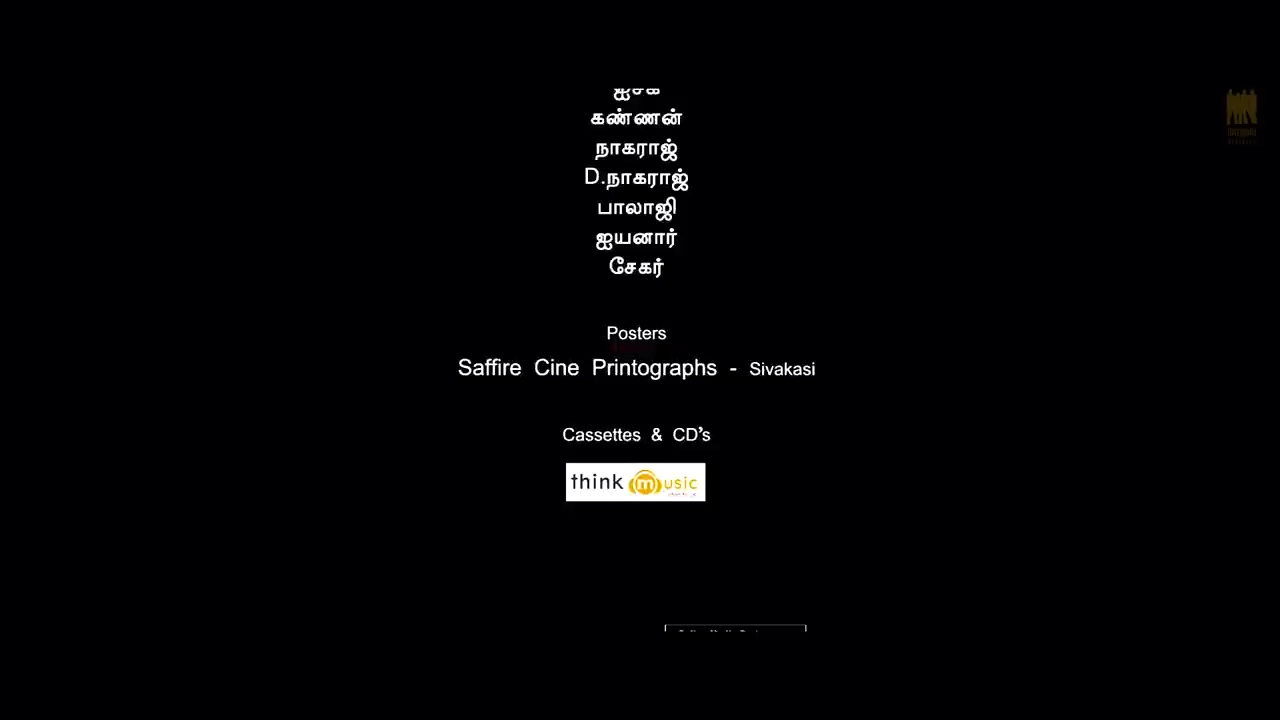 கண்ணன்
நாகராஜ்
D.நாகராஜ்
பாலாஜி
ஐயனார்
சேகர்
Posters
Saffire Cine Printographs - Sivakasi
Cassettes & CD's
think music